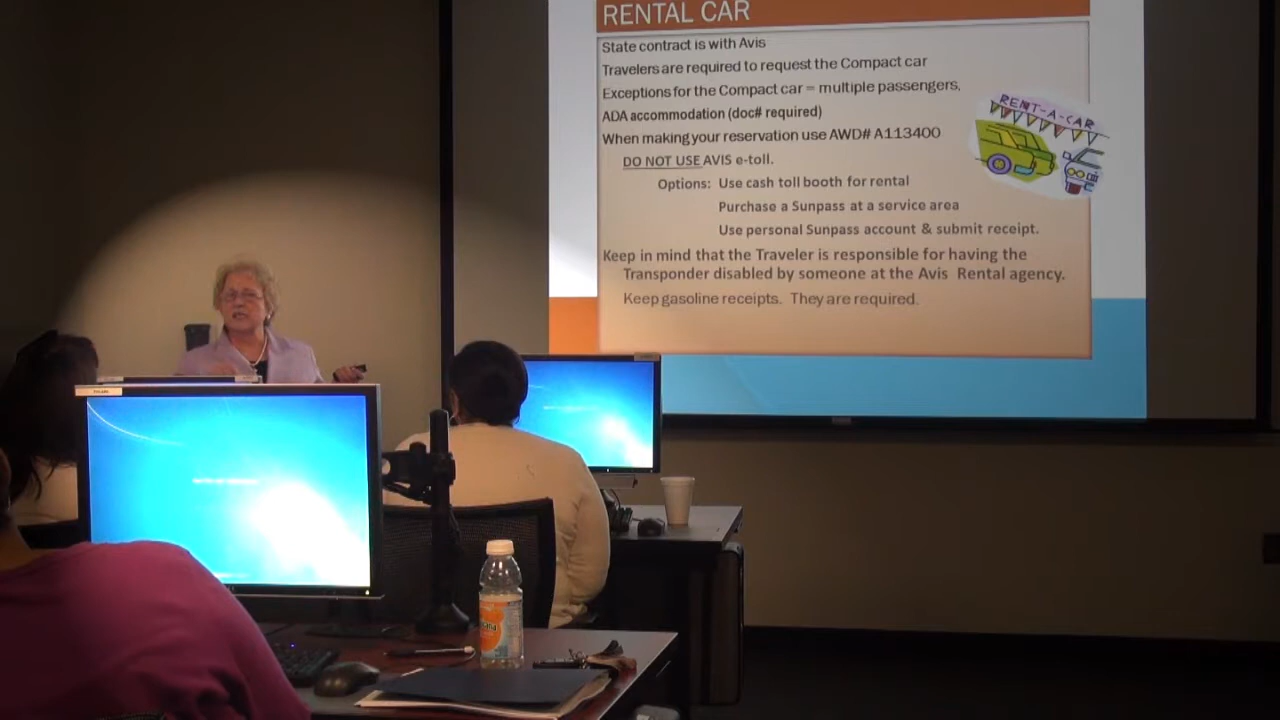 RENTAL CAR
State contract is with Avis
Travelers are required to request the Compact car
Exceptions for the Compact car = multiple passengers,
ADA accommodation (doc# required)
When making your reservation use AWD# A113400
DO NOT USE AVIS e-toll.
Options: Use cash toll booth for rental
Purchase a Sunpass at a service area
Use personal Sunpass account & submit receipt.
Keep in mind that the Traveler is responsible for having the
Transponder disabled by someone at the Avis Rental agency.
Keep gasoline receipts. They are required.
RENT-A-CAR